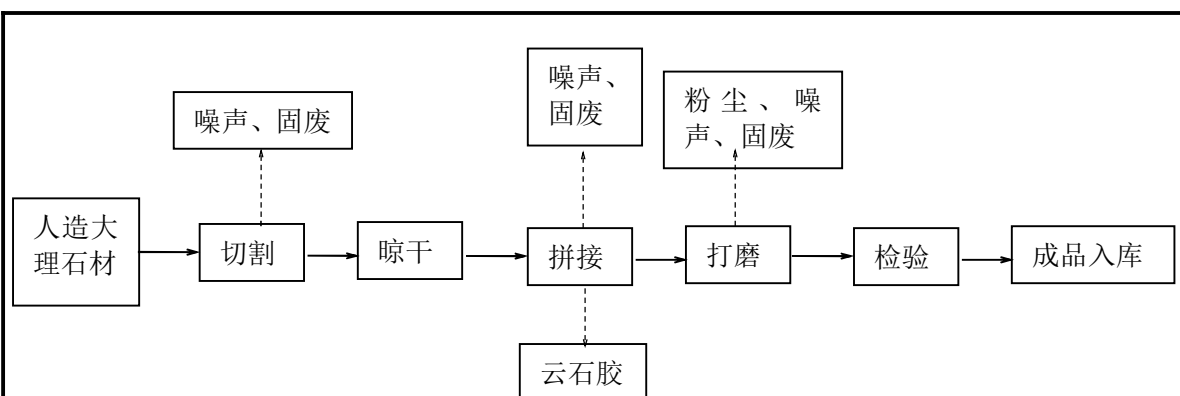 噪声、
固废
粉尘、噪
声、固废
噪声、固废
人造大
理石材
切割
晾干
拼接
打磨
检验
成品入库
云石胶